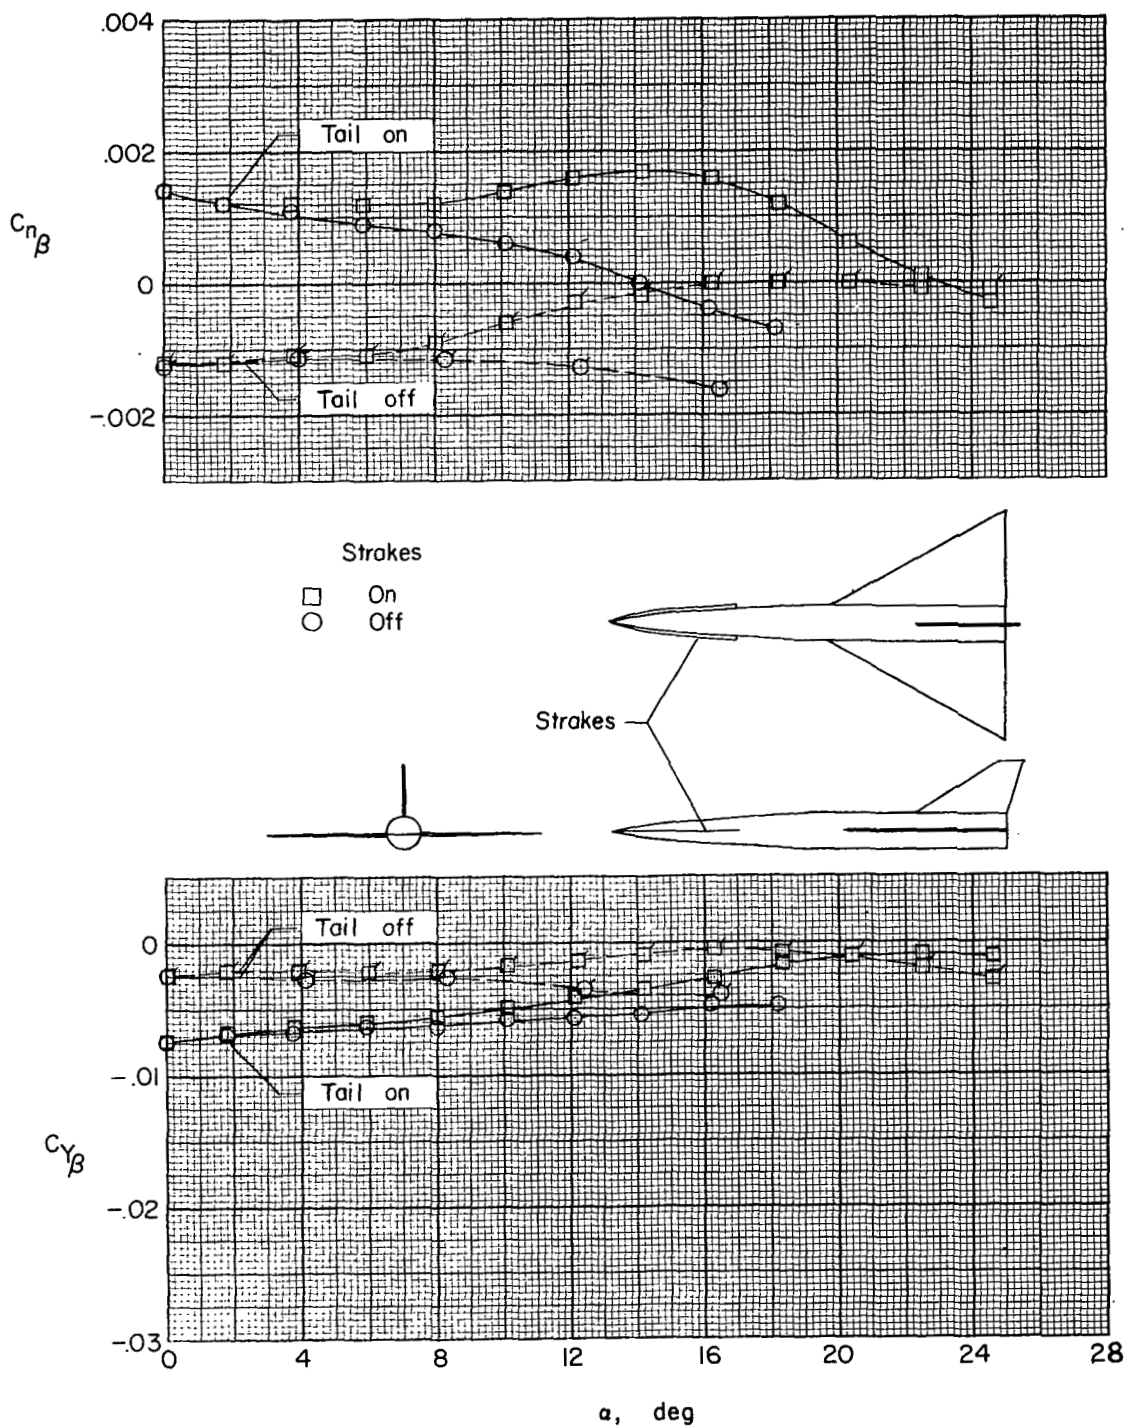 .004
Tail on
.002
Cnβ
0
Tail off
-.002
Strakes
□ On
○ Off
Strakes
Tail off
0
-.01
Tail on
CYβ
-.02
-.03
0 4 8 12 16 20 24 28
α, deg